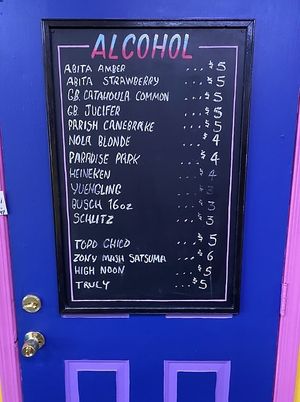 ALCOHOL
ABITA AMBER ... $5
ABITA STRAWBERRY ... $5
GB. CATAHOULA COMMON ... $5
GB. JUCIFER ... $5
PARISH CANEBRAKE ... $5
NOLA BLONDE ... $4
PARADISE PARK ... $4
HEINEKEN ... $4
YUENGLING ... $3
BUSCH 16oz ... $3
SCHLITZ ... $3
TOPO CHICO ... $5
ZONY MASH SATSUMA ... $6
HIGH NOON ... $5
TRULY ... $5